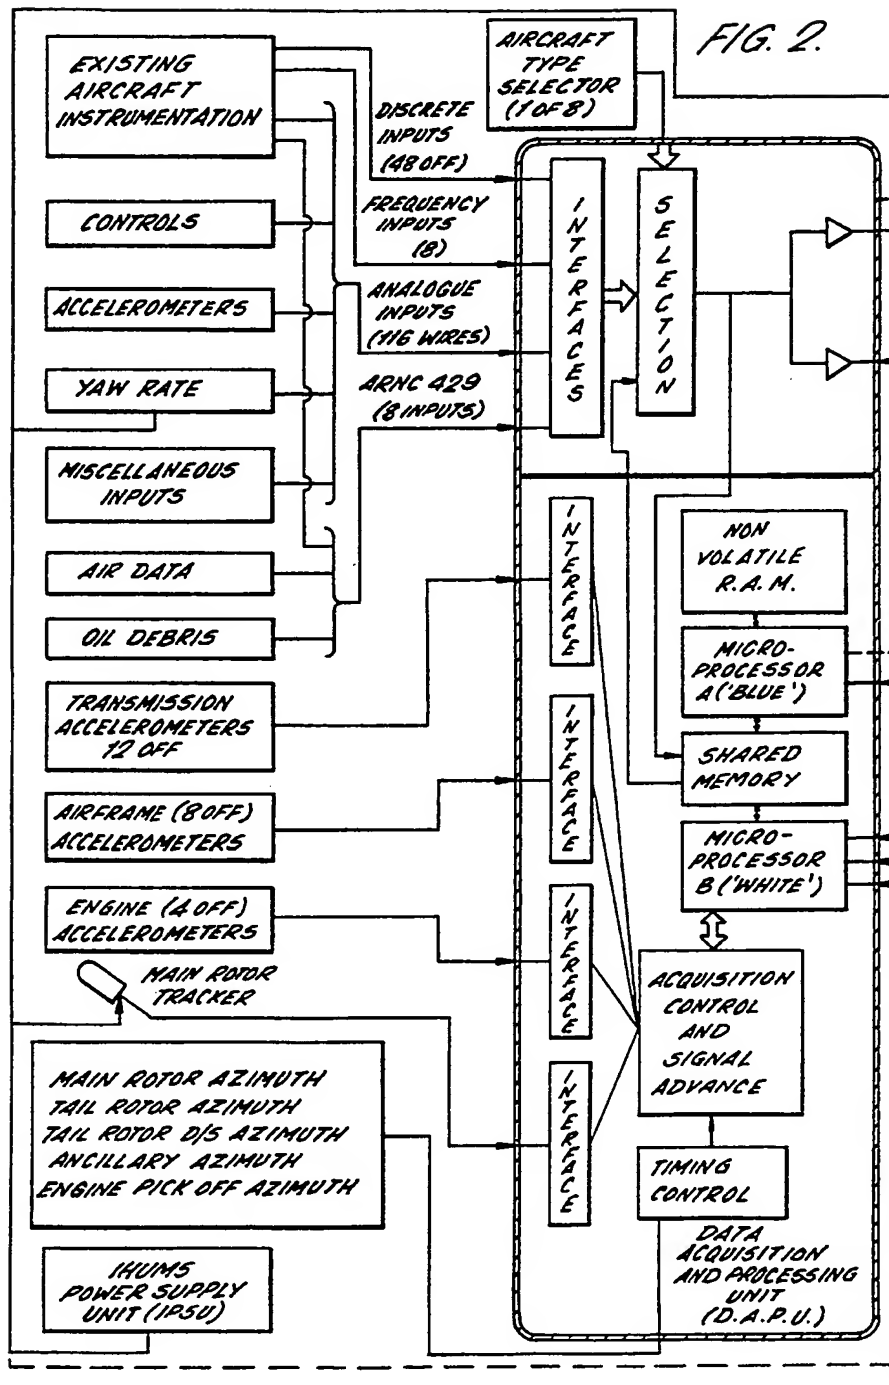 FIG. 2.
EXISTING
AIRCRAFT
INSTRUMENTATION
AIRCRAFT
TYPE
SELECTOR
(1 OF 8)
DISCRETE
INPUTS
(48 OFF)
FREQUENCY
INPUTS
(8)
ANALOGUE
INPUTS
(116 WIRES)
ARNC 429
(8 INPUTS)
CONTROLS
ACCELEROMETERS
YAW RATE
MISCELLANEOUS
INPUTS
AIR DATA
OIL DEBRIS
TRANSMISSION
ACCELEROMETERS
12 OFF
AIRFRAME (8 OFF)
ACCELEROMETERS
ENGINE (4 OFF)
ACCELEROMETERS
MAIN ROTOR
TRACKER
MAIN ROTOR AZIMUTH
TAIL ROTOR AZIMUTH
TAIL ROTOR D/S AZIMUTH
ANCILLARY AZIMUTH
ENGINE PICK OFF AZIMUTH
IHUMS
POWER SUPPLY
UNIT (IPSU)
INTERFACES
SELECTION
INTERFACE
INTERFACE
INTERFACE
INTERFACE
NON
VOLATILE
R.A.M.
MICRO-
PROCESSOR
A ('BLUE')
SHARED
MEMORY
MICRO-
PROCESSOR
B ('WHITE')
ACQUISITION
CONTROL
AND
SIGNAL
ADVANCE
TIMING
CONTROL
DATA
ACQUISITION
AND PROCESSING
UNIT
(D.A.P.U.)